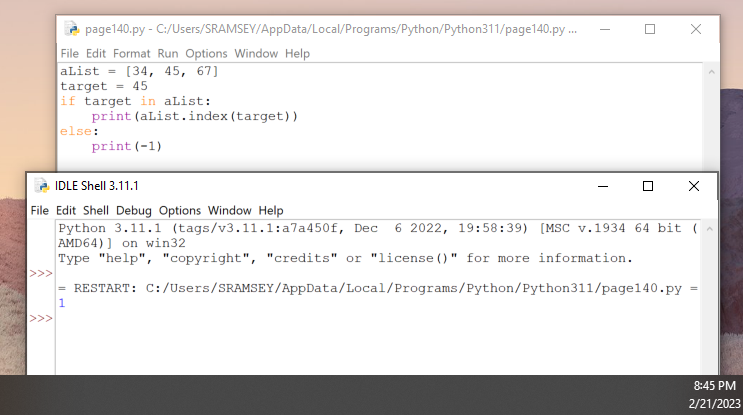 page140.py - C:/Users/SRAMSEY/AppData/Local/Programs/Python/Python311/page140.py ...
File Edit Format Run Options Window Help
aList = [34, 45, 67]
target = 45
if target in aList:
    print(aList.index(target))
else:
    print(-1)
IDLE Shell 3.11.1
File Edit Shell Debug Options Window Help
Python 3.11.1 (tags/v3.11.1:a7a450f, Dec  6 2022, 19:58:39) [MSC v.1934 64 bit (
AMD64)] on win32
Type "help", "copyright", "credits" or "license()" for more information.
>>>
= RESTART: C:/Users/SRAMSEY/AppData/Local/Programs/Python/Python311/page140.py =
1
>>>
8:45 PM
2/21/2023